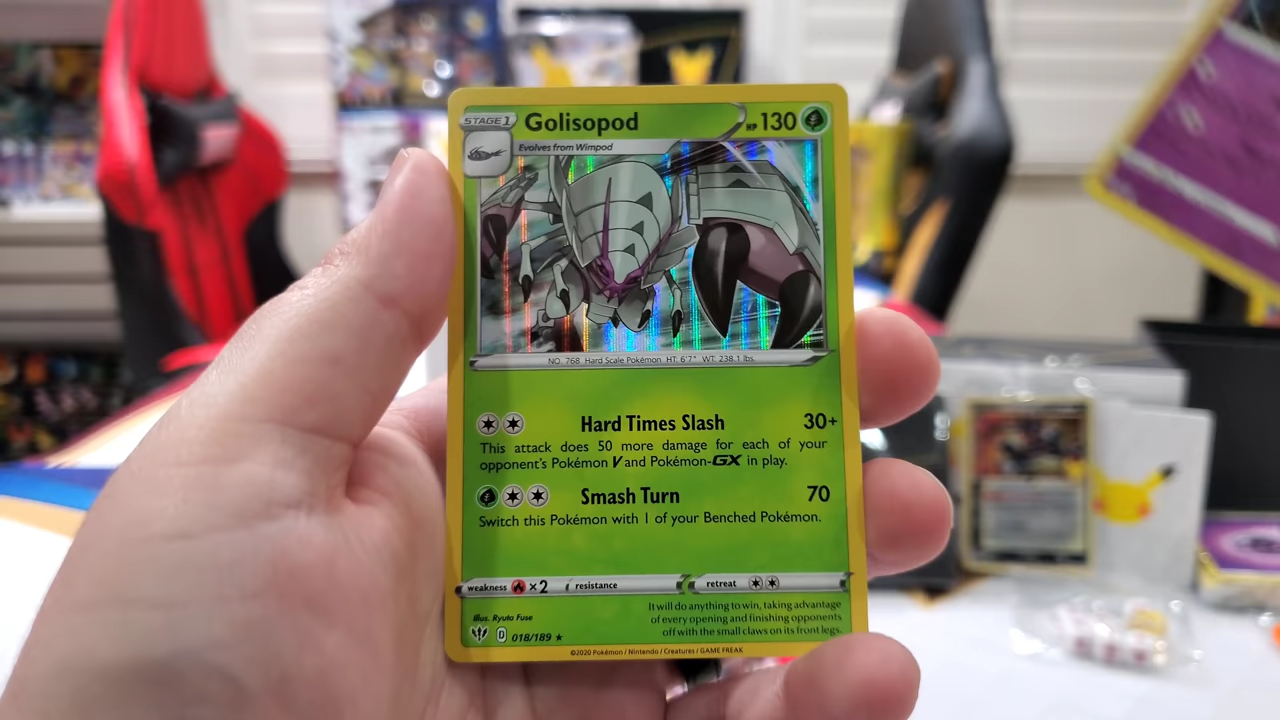 STAGE 1 Golisopod HP 130
Evolves from Wimpod
NO. 768 Hard Scale Pokémon HT: 6'7" WT: 238.1 lbs.
Hard Times Slash 30+
This attack does 50 more damage for each of your
opponent's Pokémon V and Pokémon-GX in play.
Smash Turn 70
Switch this Pokémon with 1 of your Benched Pokémon.
weakness ×2 resistance retreat
Illus. Ryuta Fuse
D 018/189 ★
It will do anything to win, taking advantage
of every opening and finishing opponents
off with the small claws on its front legs.
©2020 Pokémon / Nintendo / Creatures / GAME FREAK